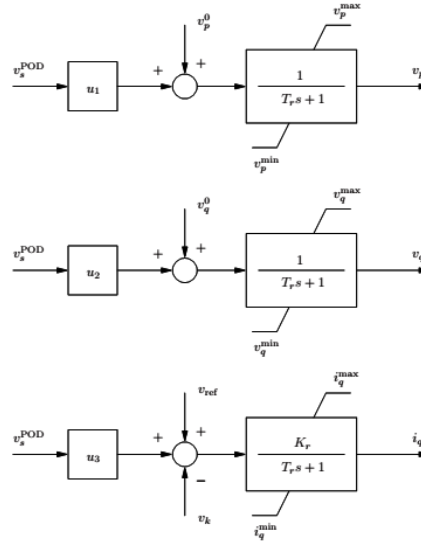 v_p^max
v_p^0
v_s^POD
u_1
+
+
1
T_r s + 1
v_p^min
v_q^max
v_q^0
v_s^POD
u_2
+
+
1
T_r s + 1
v_q^min
i_q^max
v_ref
v_s^POD
u_3
+
+
K_r
T_r s + 1
i_q
−
v_k
i_q^min